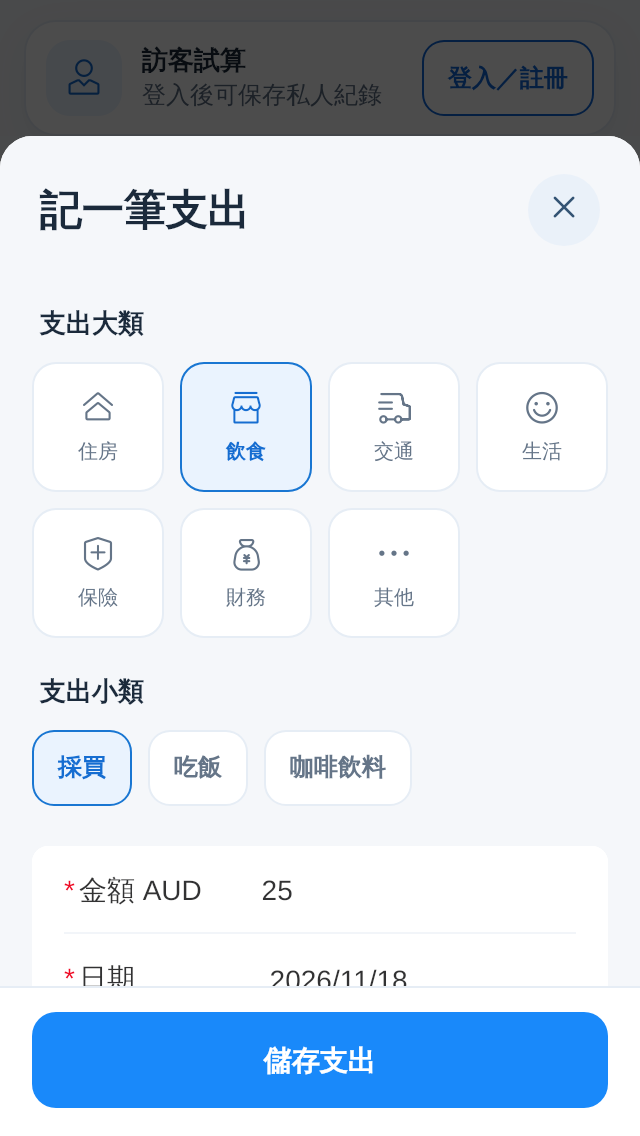 訪客試算
登入後可保存私人紀錄
登入／註冊
記一筆支出
支出大類
住房
飲食
交通
生活
保險
財務
其他
支出小類
採買
吃飯
咖啡飲料
*金額 AUD 25
*日期 2026/11/18
儲存支出